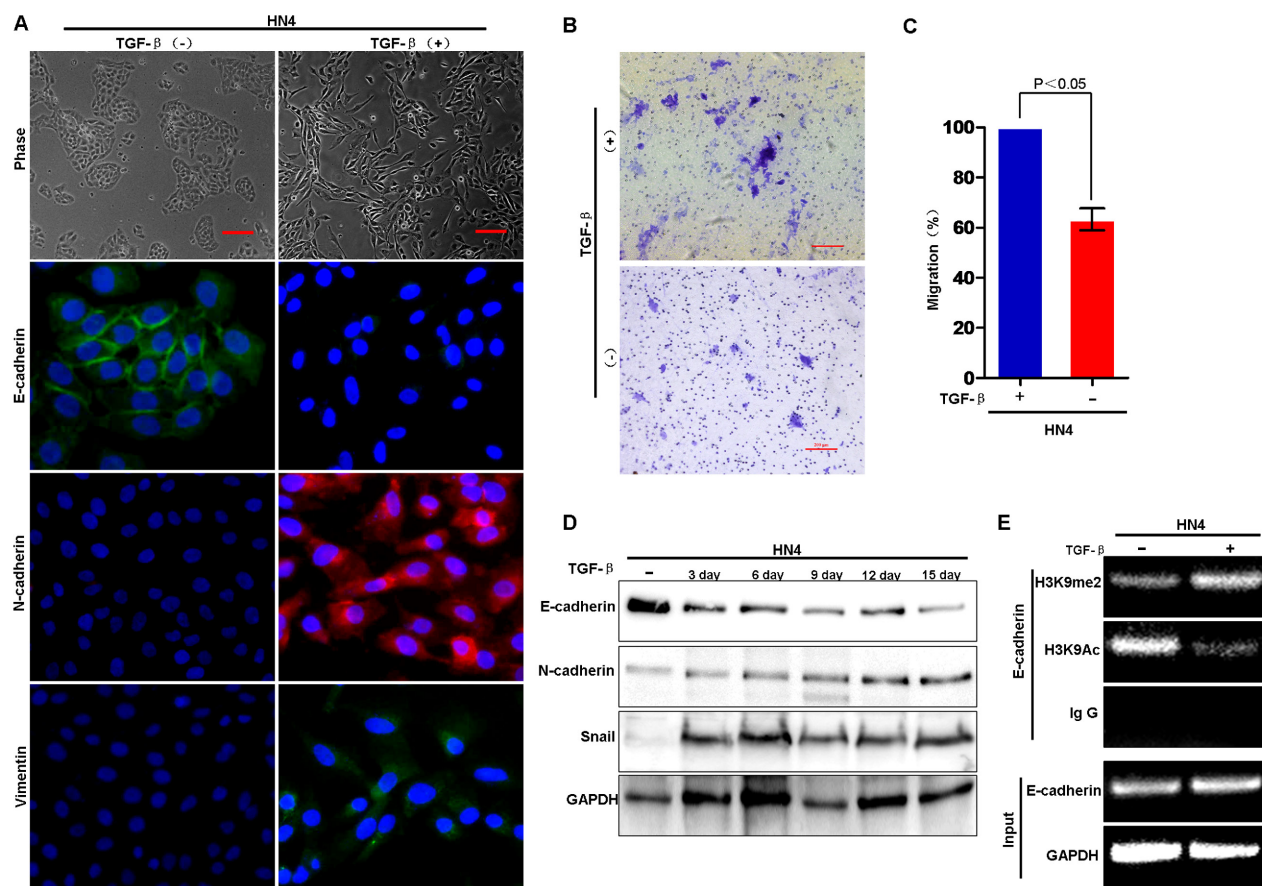 A
HN4
TGF-β (-)
TGF-β (+)
Phase
E-cadherin
N-cadherin
Vimentin
B
TGF-β
(+)
(-)
C
P<0.05
Migration (%)
100
80
60
40
20
0
TGF-β
+
-
HN4
D
HN4
TGF-β
-
3 day
6 day
9 day
12 day
15 day
E-cadherin
N-cadherin
Snail
GAPDH
E
HN4
TGF-β
-
+
E-cadherin
H3K9me2
H3K9Ac
Ig G
Input
E-cadherin
GAPDH